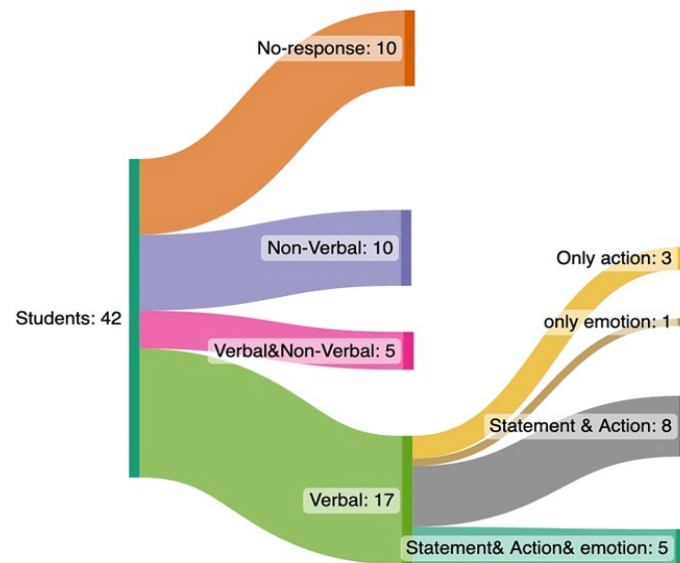 No-response: 10
Non-Verbal: 10
Only action: 3
Students: 42
only emotion: 1
Verbal&Non-Verbal: 5
Statement & Action: 8
Verbal: 17
Statement& Action& emotion: 5